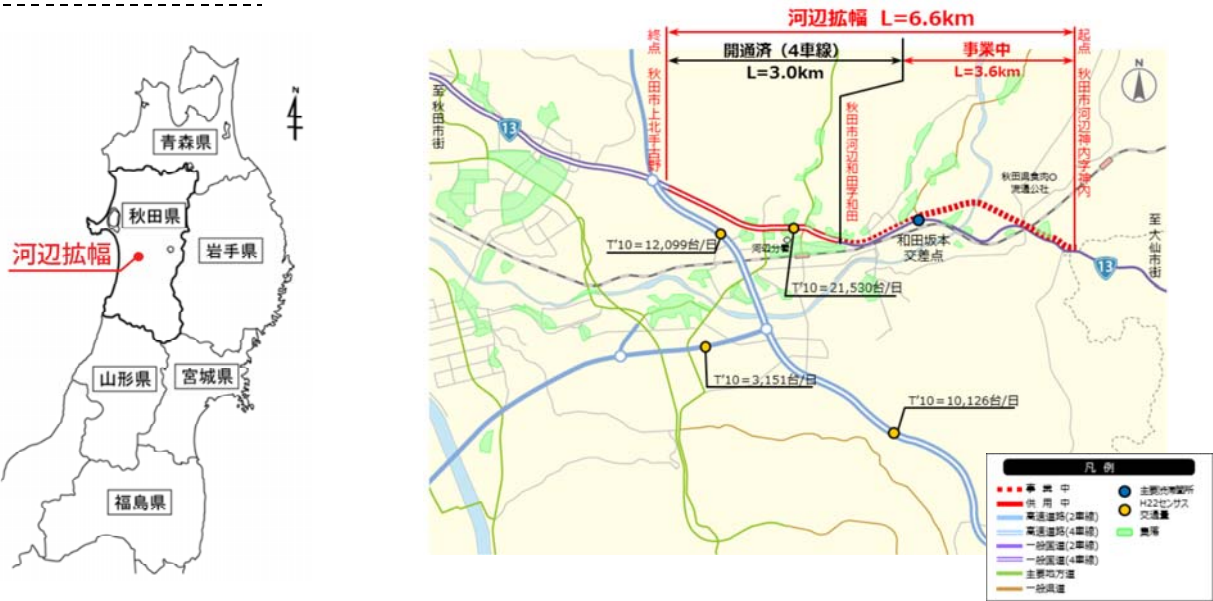 青森県
秋田県
岩手県
河辺拡幅
山形県
宮城県
福島県
N
河辺拡幅 L=6.6km
開通済（4車線）
L=3.0km
事業中
L=3.6km
終点 秋田市上北手古野
秋田市河辺和田字和田
起点 秋田市河辺神内字神内
N
至 秋田市街
13
秋田県食肉
流通公社
至 大仙市街
T'10＝12,099台/日
河辺分署
和田坂本
交差点
13
T'10＝21,530台/日
T'10＝3,151台/日
T'10＝10,126台/日
凡 例
事 業 中
供 用 中
高速道路(2車線)
高速道路(4車線)
一般国道(2車線)
一般国道(4車線)
主要地方道
一般県道
主要渋滞箇所
H22センサス
交通量
集落